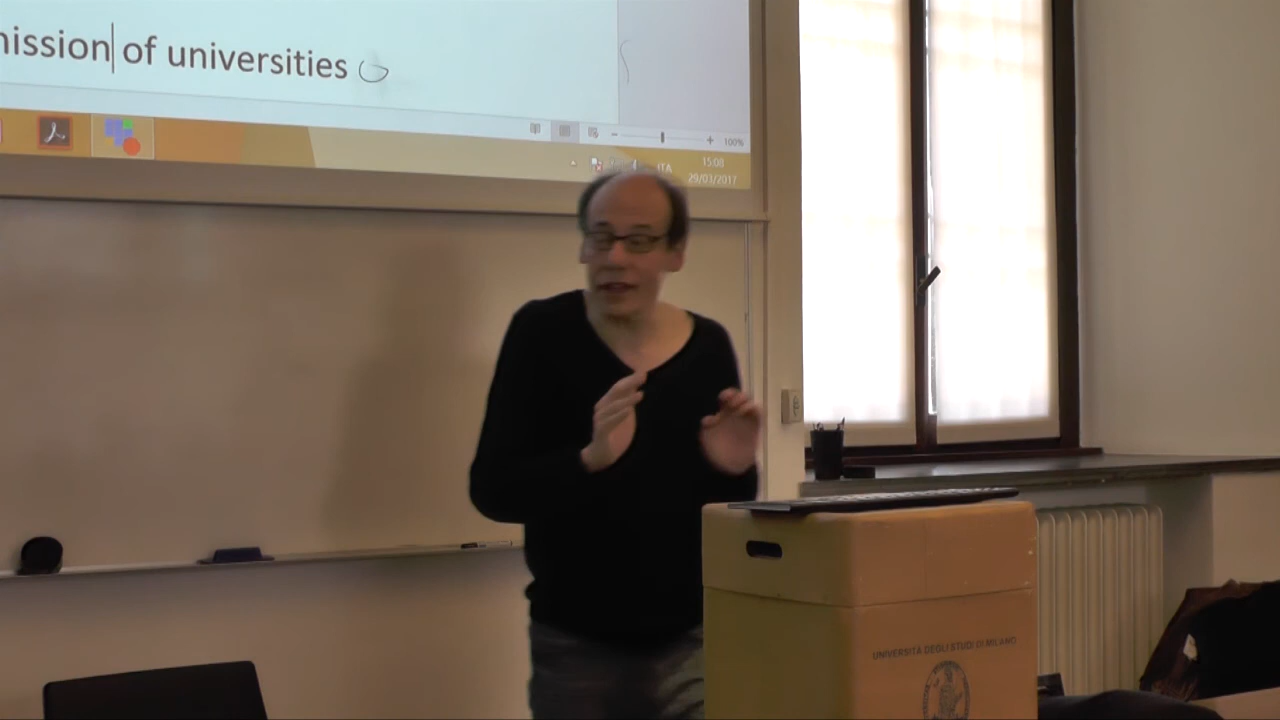 mission of universities
100%
ITA
15:08
29/03/2017
UNIVERSITÀ DEGLI STUDI DI MILANO